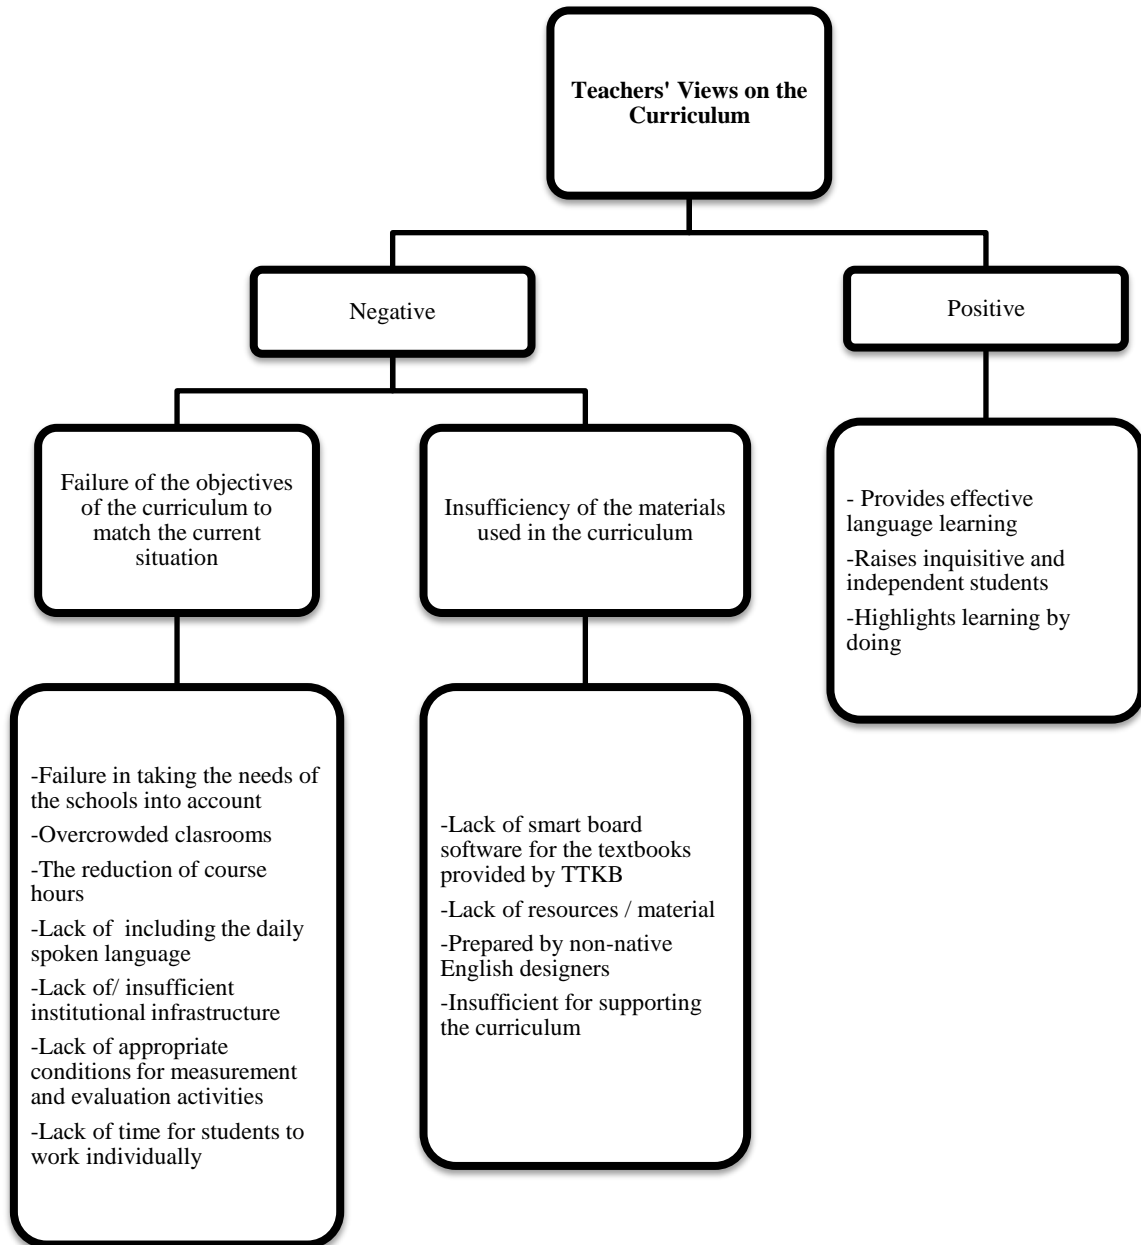 Teachers' Views on the
Curriculum
Negative
Positive
Failure of the objectives
of the curriculum to
match the current
situation
Insufficiency of the materials
used in the curriculum
- Provides effective
language learning
-Raises inquisitive and
independent students
-Highlights learning by
doing
-Failure in taking the needs of
the schools into account
-Overcrowded clasrooms
-The reduction of course
hours
-Lack of  including the daily
spoken language
-Lack of/ insufficient
institutional infrastructure
-Lack of appropriate
conditions for measurement
and evaluation activities
-Lack of time for students to
work individually
-Lack of smart board
software for the textbooks
provided by TTKB
-Lack of resources / material
-Prepared by non-native
English designers
-Insufficient for supporting
the curriculum